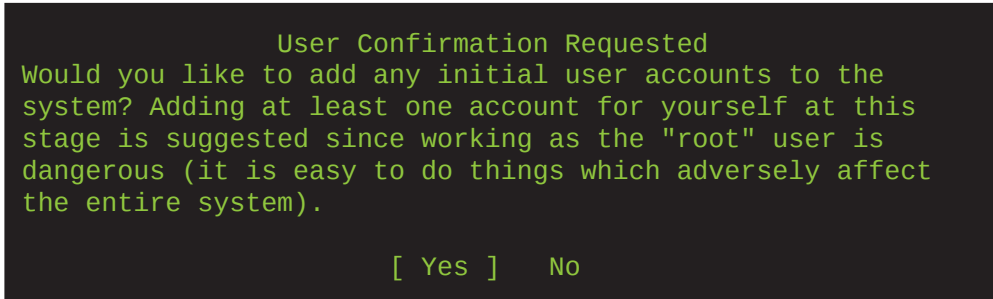 User Confirmation Requested
Would you like to add any initial user accounts to the
system? Adding at least one account for yourself at this
stage is suggested since working as the "root" user is
dangerous (it is easy to do things which adversely affect
the entire system).
[ Yes ] No